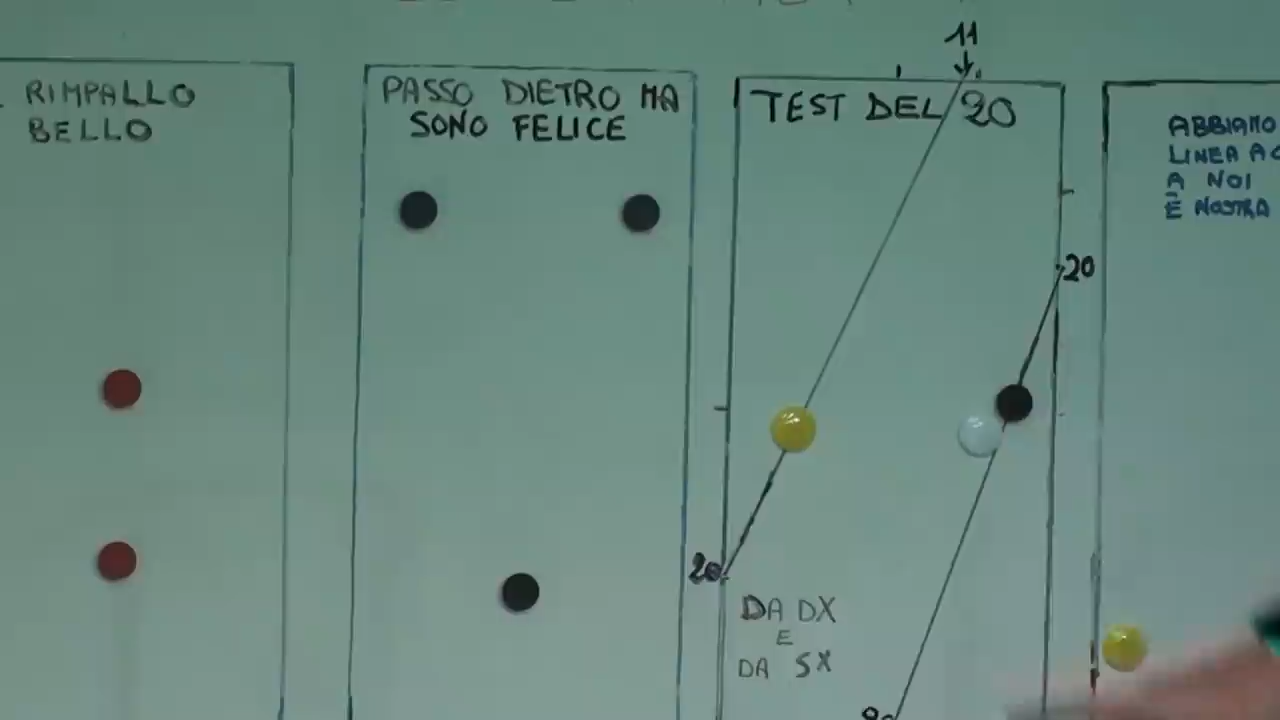 RIMPALLO
BELLO
PASSO DIETRO MA
SONO FELICE
11
TEST DEL 20
20
20
DA DX
E
DA SX
ABBIAMO
LINEA
A NOI
È NOSTRA